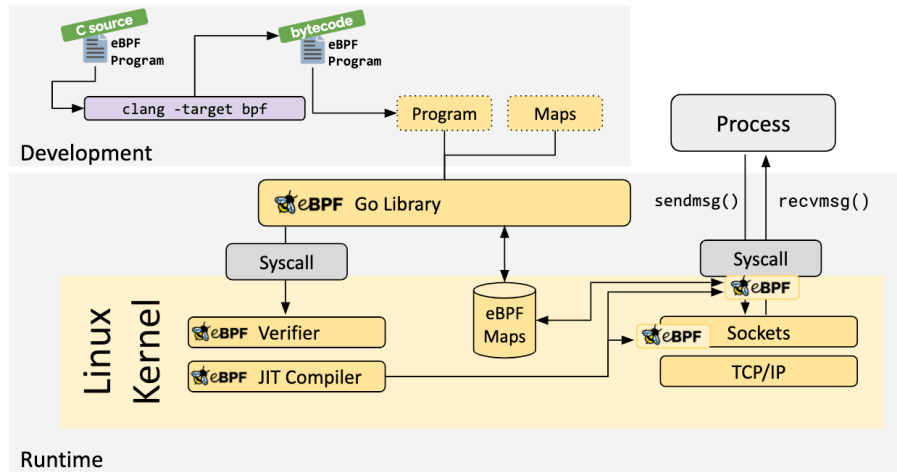 C source
eBPF
Program
bytecode
eBPF
Program
clang -target bpf
Program
Maps
Development
Process
sendmsg()
recvmsg()
eBPF Go Library
Syscall
Syscall
eBPF
Linux
Kernel
eBPF Verifier
eBPF
Maps
eBPF
Sockets
eBPF JIT Compiler
TCP/IP
Runtime